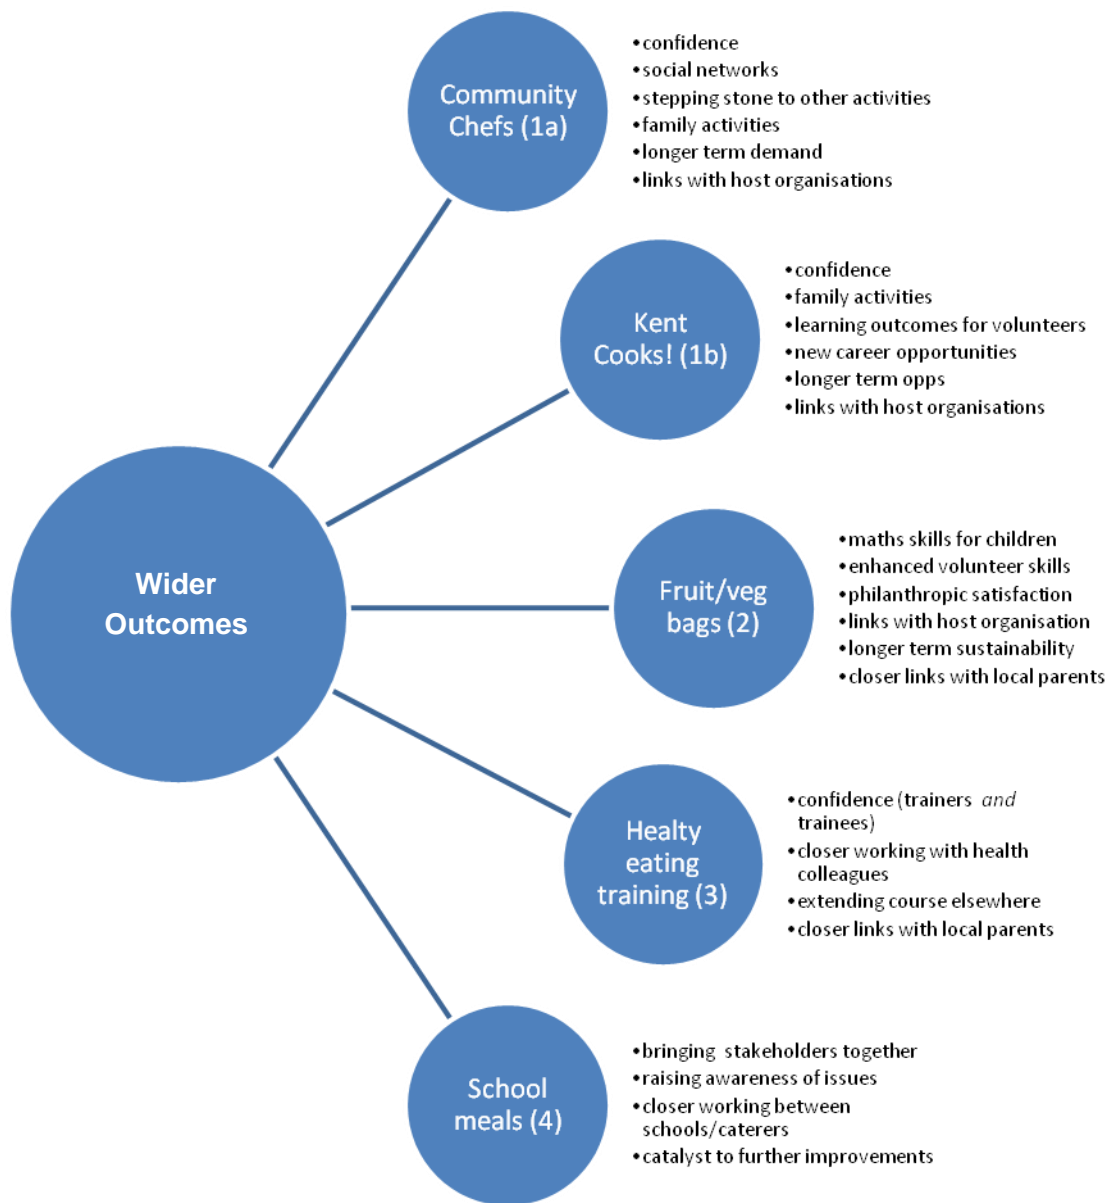 Community
Chefs (1a)
•confidence
•social networks
•stepping stone to other activities
•family activities
•longer term demand
•links with host organisations
Kent
Cooks! (1b)
•confidence
•family activities
•learning outcomes for volunteers
•new career opportunities
•longer term opps
•links with host organisations
Wider
Outcomes
Fruit/veg
bags (2)
•maths skills for children
•enhanced volunteer skills
•philanthropic satisfaction
•links with host organisation
•longer term sustainability
•closer links with local parents
Healty
eating
training (3)
•confidence (trainers and
trainees)
•closer working with health
colleagues
•extending course elsewhere
•closer links with local parents
School
meals (4)
•bringing stakeholders together
•raising awareness of issues
•closer working between
schools/caterers
•catalyst to further improvements